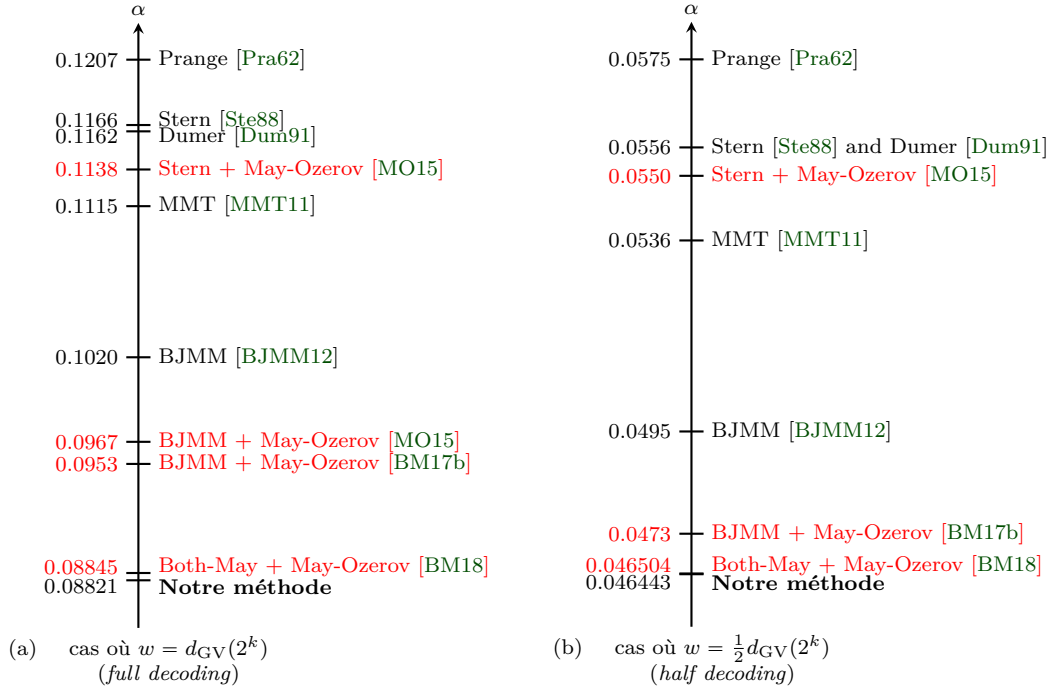 α
0.1207 Prange [Pra62]
0.1166 Stern [Ste88]
0.1162 Dumer [Dum91]
0.1138 Stern + May-Ozerov [MO15]
0.1115 MMT [MMT11]
0.1020 BJMM [BJMM12]
0.0967 BJMM + May-Ozerov [MO15]
0.0953 BJMM + May-Ozerov [BM17b]
0.08845 Both-May + May-Ozerov [BM18]
0.08821 Notre méthode
(a) cas où w = d_GV(2^k)
(full decoding)
α
0.0575 Prange [Pra62]
0.0556 Stern [Ste88] and Dumer [Dum91]
0.0550 Stern + May-Ozerov [MO15]
0.0536 MMT [MMT11]
0.0495 BJMM [BJMM12]
0.0473 BJMM + May-Ozerov [BM17b]
0.046504 Both-May + May-Ozerov [BM18]
0.046443 Notre méthode
(b) cas où w = ½d_GV(2^k)
(half decoding)